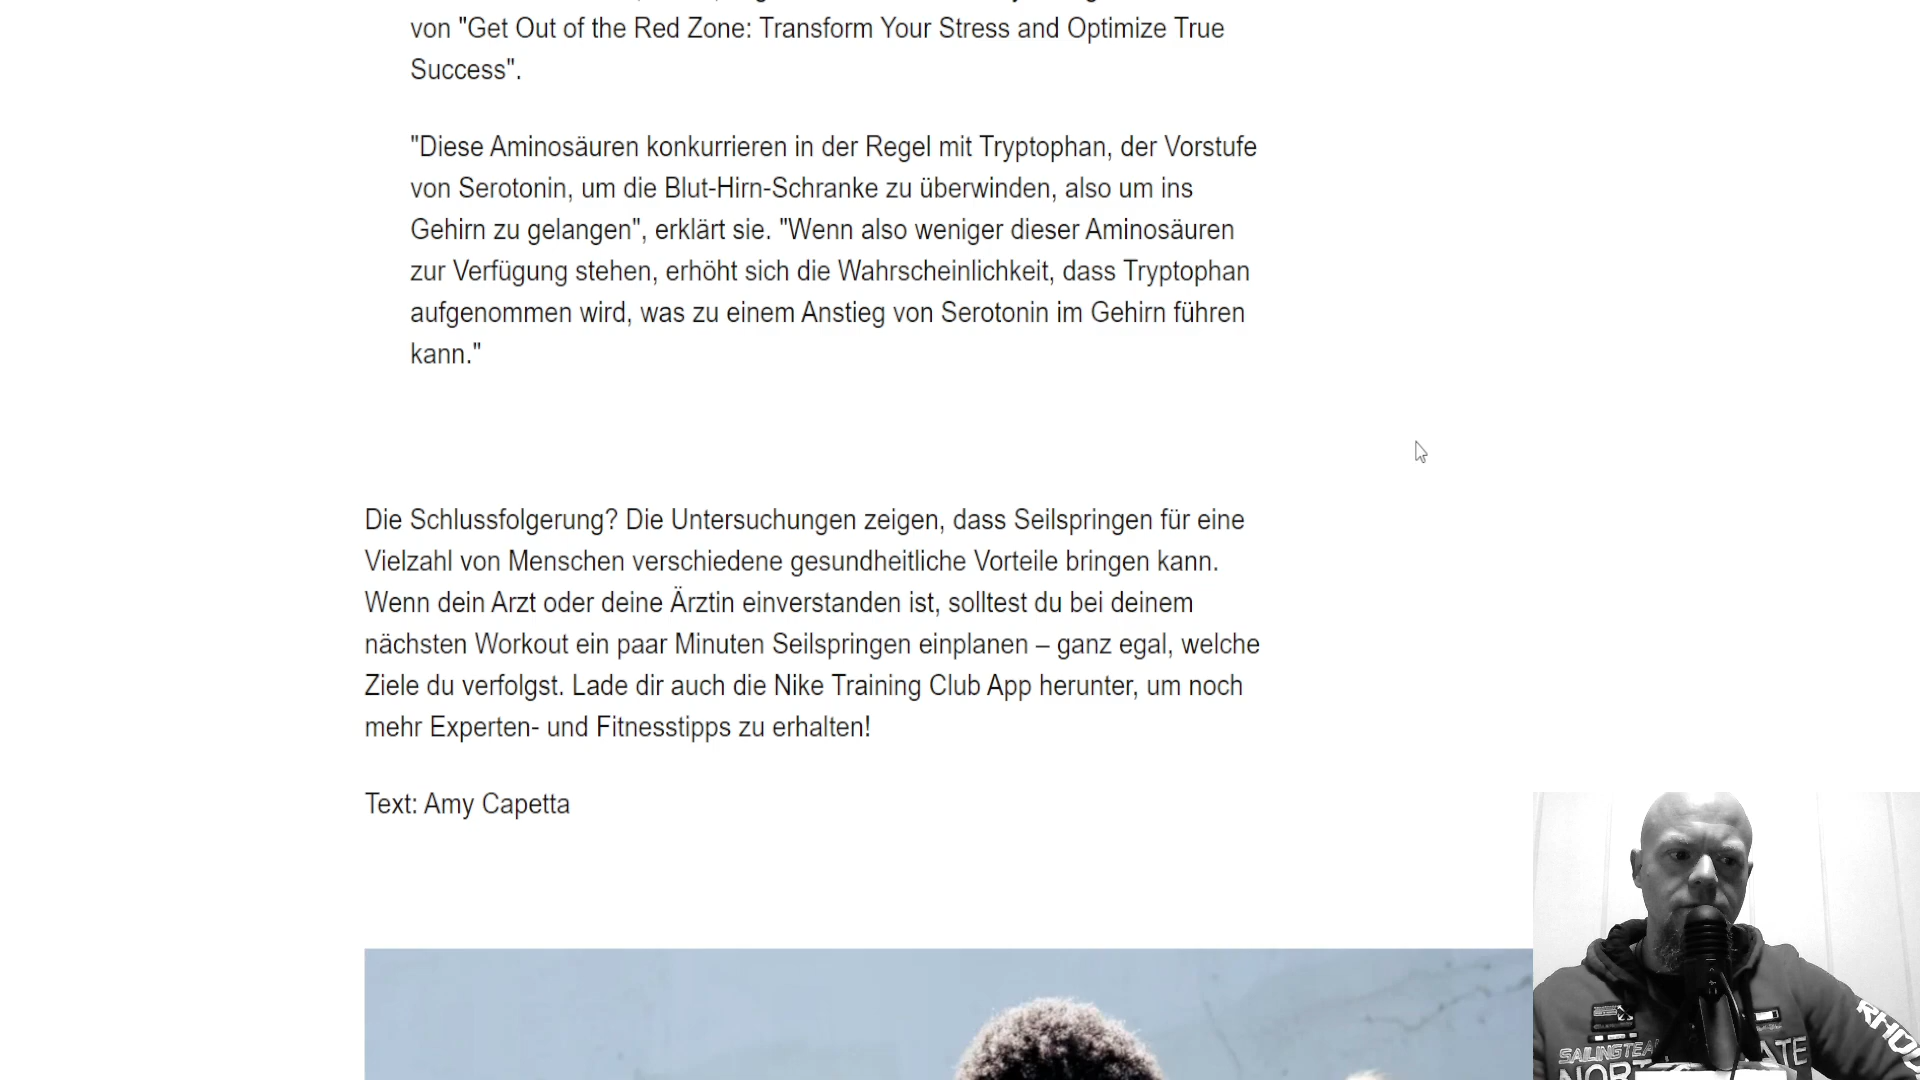 von "Get Out of the Red Zone: Transform Your Stress and Optimize True
Success".
"Diese Aminosäuren konkurrieren in der Regel mit Tryptophan, der Vorstufe
von Serotonin, um die Blut-Hirn-Schranke zu überwinden, also um ins
Gehirn zu gelangen", erklärt sie. "Wenn also weniger dieser Aminosäuren
zur Verfügung stehen, erhöht sich die Wahrscheinlichkeit, dass Tryptophan
aufgenommen wird, was zu einem Anstieg von Serotonin im Gehirn führen
kann."
Die Schlussfolgerung? Die Untersuchungen zeigen, dass Seilspringen für eine
Vielzahl von Menschen verschiedene gesundheitliche Vorteile bringen kann.
Wenn dein Arzt oder deine Ärztin einverstanden ist, solltest du bei deinem
nächsten Workout ein paar Minuten Seilspringen einplanen – ganz egal, welche
Ziele du verfolgst. Lade dir auch die Nike Training Club App herunter, um noch
mehr Experten- und Fitnesstipps zu erhalten!
Text: Amy Capetta
SAILING